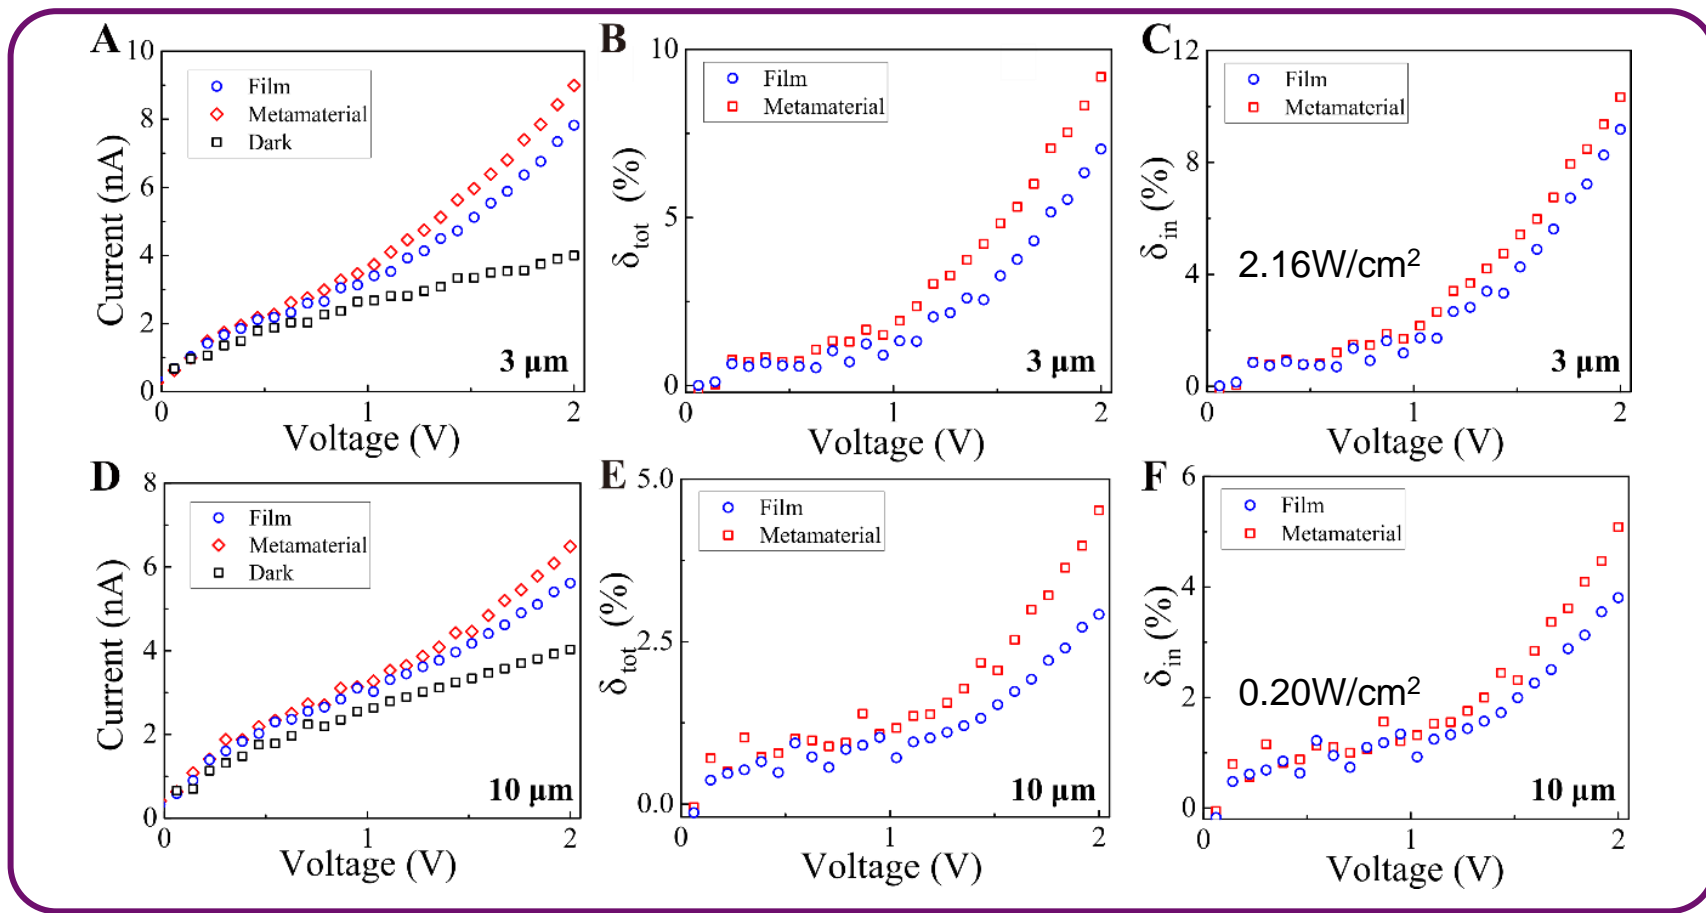 A
10
8
6
4
2
0
Current (nA)
Film
Metamaterial
Dark
3 μm
0 1 2
Voltage (V)
B
10
5
0
δtot (%)
Film
Metamaterial
3 μm
0 1 2
Voltage (V)
C
12
8
4
0
δin (%)
Film
Metamaterial
2.16W/cm²
3 μm
0 1 2
Voltage (V)
D
8
6
4
2
0
Current (nA)
Film
Metamaterial
Dark
10 μm
0 1 2
Voltage (V)
E
5.0
2.5
0.0
δtot (%)
Film
Metamaterial
10 μm
0 1 2
Voltage (V)
F
6
4
2
0
δin (%)
Film
Metamaterial
0.20W/cm²
10 μm
0 1 2
Voltage (V)